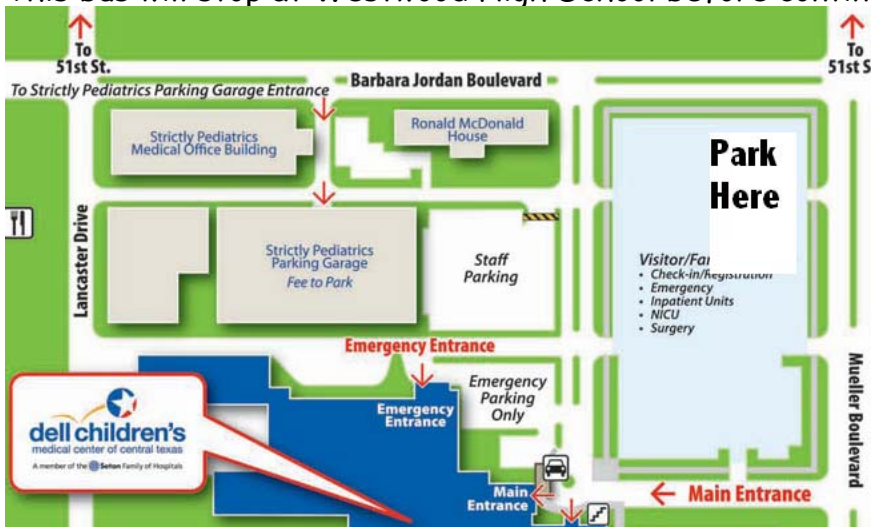 To
51st St.
To
51st S
Barbara Jordan Boulevard
To Strictly Pediatrics Parking Garage Entrance
Strictly Pediatrics
Medical Office Building
Ronald McDonald
House
Park
Here
Lancaster Drive
Strictly Pediatrics
Parking Garage
Fee to Park
Staff
Parking
Visitor/Fa
• Check-in/Registration
• Emergency
• Inpatient Units
• NICU
• Surgery
Emergency Entrance
Emergency
Entrance
Emergency
Parking
Only
Mueller Boulevard
dell children's
medical center of central texas
A member of the Seton Family of Hospitals
Main
Entrance
Main Entrance